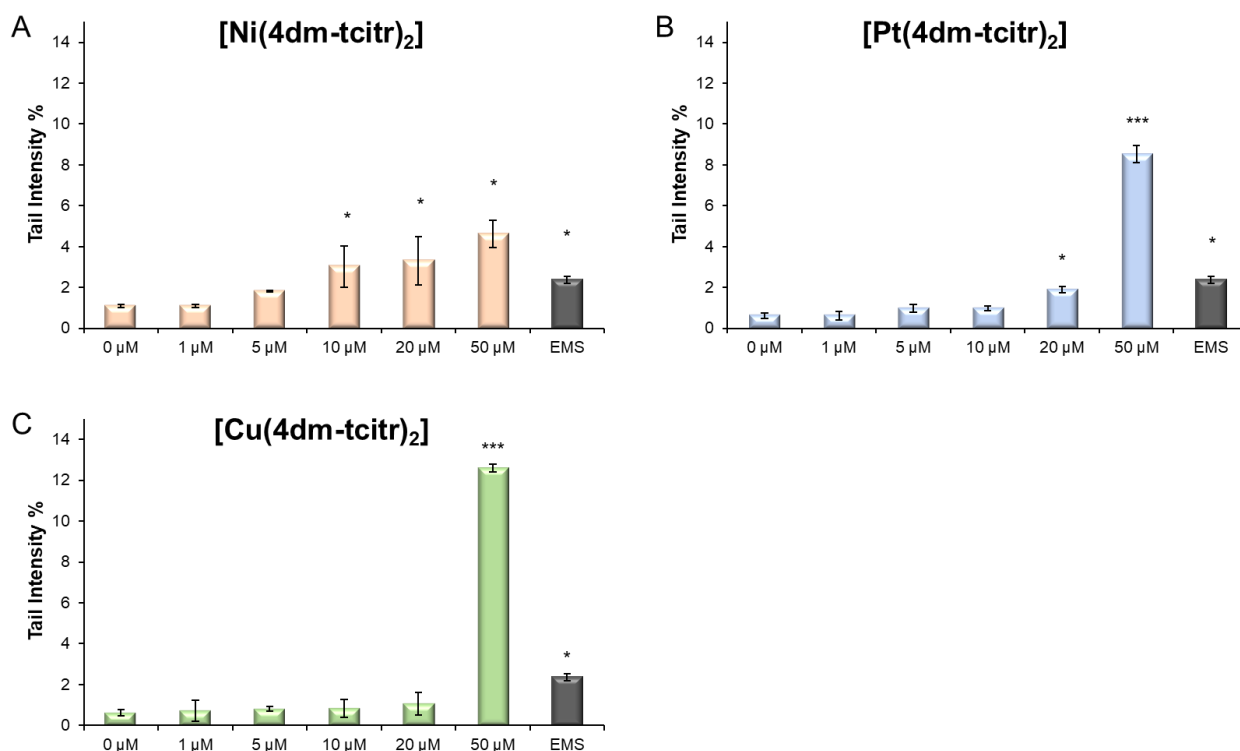 A
[Ni(4dm-tcitr)₂]
Tail Intensity %
14
12
10
8
6
4
2
0
*
*
*
*
0 µM 1 µM 5 µM 10 µM 20 µM 50 µM EMS
B
[Pt(4dm-tcitr)₂]
Tail Intensity %
14
12
10
8
6
4
2
0
*
***
*
0 µM 1 µM 5 µM 10 µM 20 µM 50 µM EMS
C
[Cu(4dm-tcitr)₂]
Tail Intensity %
14
12
10
8
6
4
2
0
***
*
0 µM 1 µM 5 µM 10 µM 20 µM 50 µM EMS